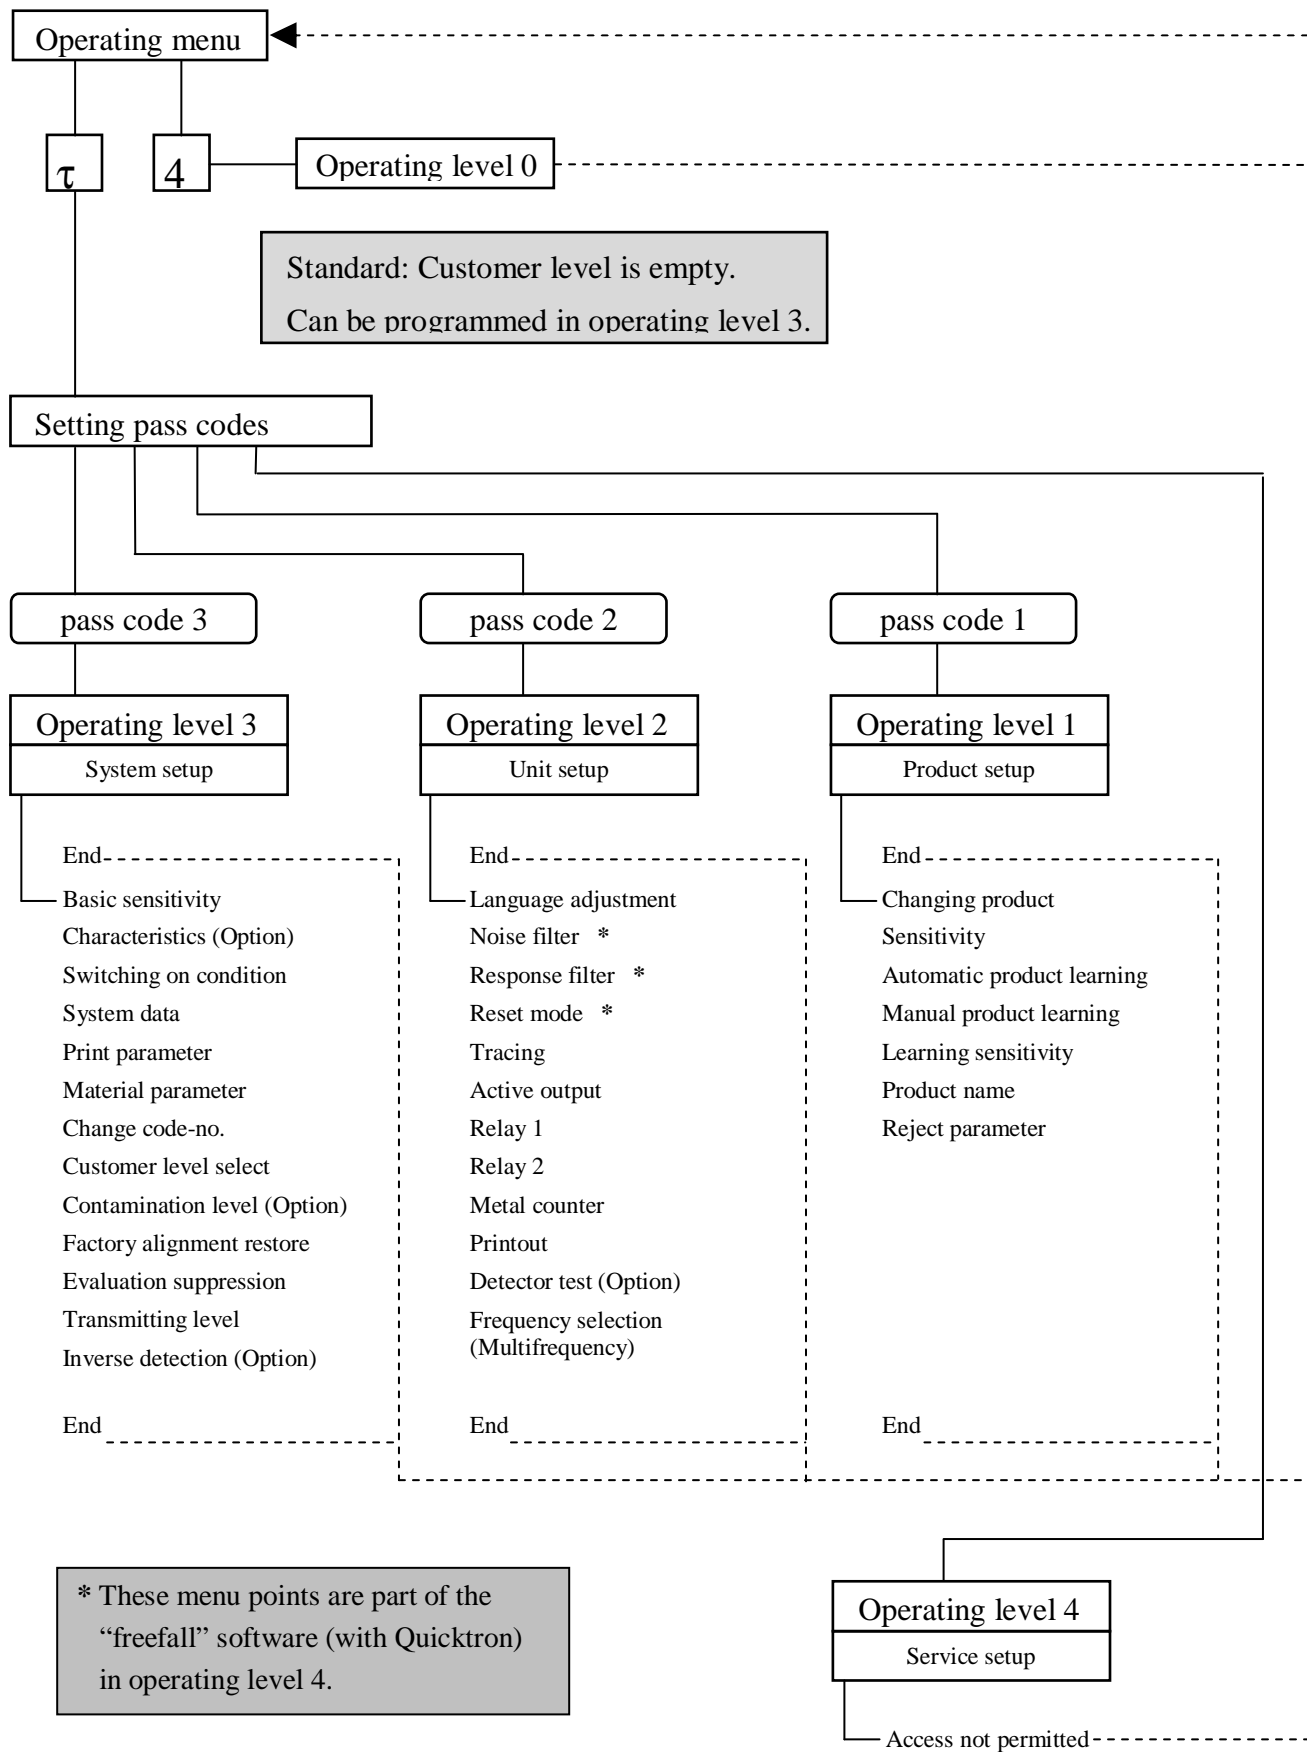 Operating menu
τ
4
Operating level 0
Standard: Customer level is empty.
Can be programmed in operating level 3.
Setting pass codes
pass code 3
pass code 2
pass code 1
Operating level 3
System setup
Operating level 2
Unit setup
Operating level 1
Product setup
End
Basic sensitivity
Characteristics (Option)
Switching on condition
System data
Print parameter
Material parameter
Change code-no.
Customer level select
Contamination level (Option)
Factory alignment restore
Evaluation suppression
Transmitting level
Inverse detection (Option)
End
End
Language adjustment
Noise filter *
Response filter *
Reset mode *
Tracing
Active output
Relay 1
Relay 2
Metal counter
Printout
Detector test (Option)
Frequency selection
(Multifrequency)
End
End
Changing product
Sensitivity
Automatic product learning
Manual product learning
Learning sensitivity
Product name
Reject parameter
End
* These menu points are part of the
“freefall” software (with Quicktron)
in operating level 4.
Operating level 4
Service setup
Access not permitted